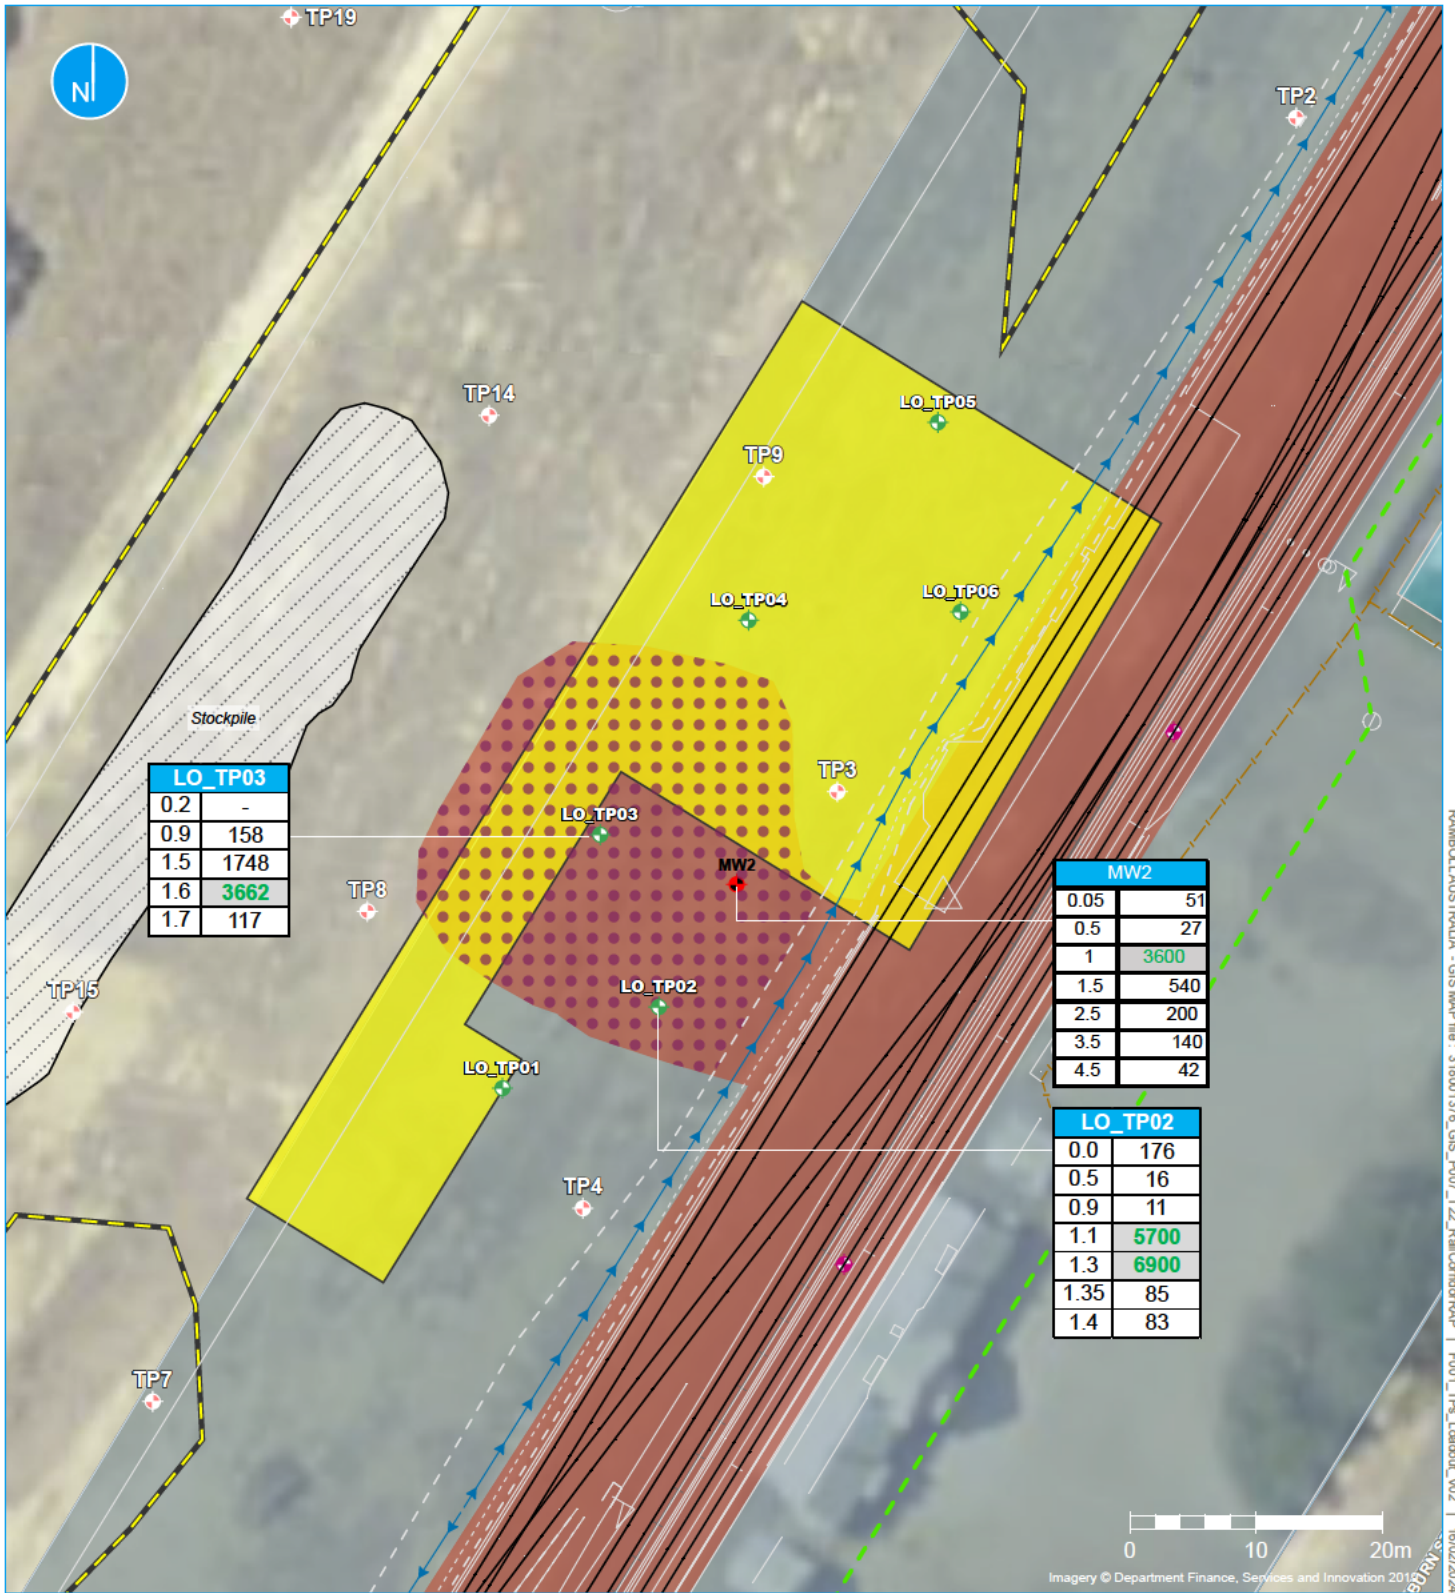 TP19
N
TP2
TP14
LO_TP05
TP9
LO_TP04
LO_TP06
Stockpile
TP3
LO_TP03
0.2 -
0.9 158
1.5 1748
1.6 3662
1.7 117
LO_TP03
MW2
TP8
MW2
0.05 51
0.5 27
1 3600
1.5 540
2.5 200
3.5 140
4.5 42
TP15
LO_TP02
LO_TP01
LO_TP02
0.0 176
0.5 16
0.9 11
1.1 5700
1.3 6900
1.35 85
1.4 83
TP4
TP7
0 10 20m
Imagery © Department Finance, Services and Innovation